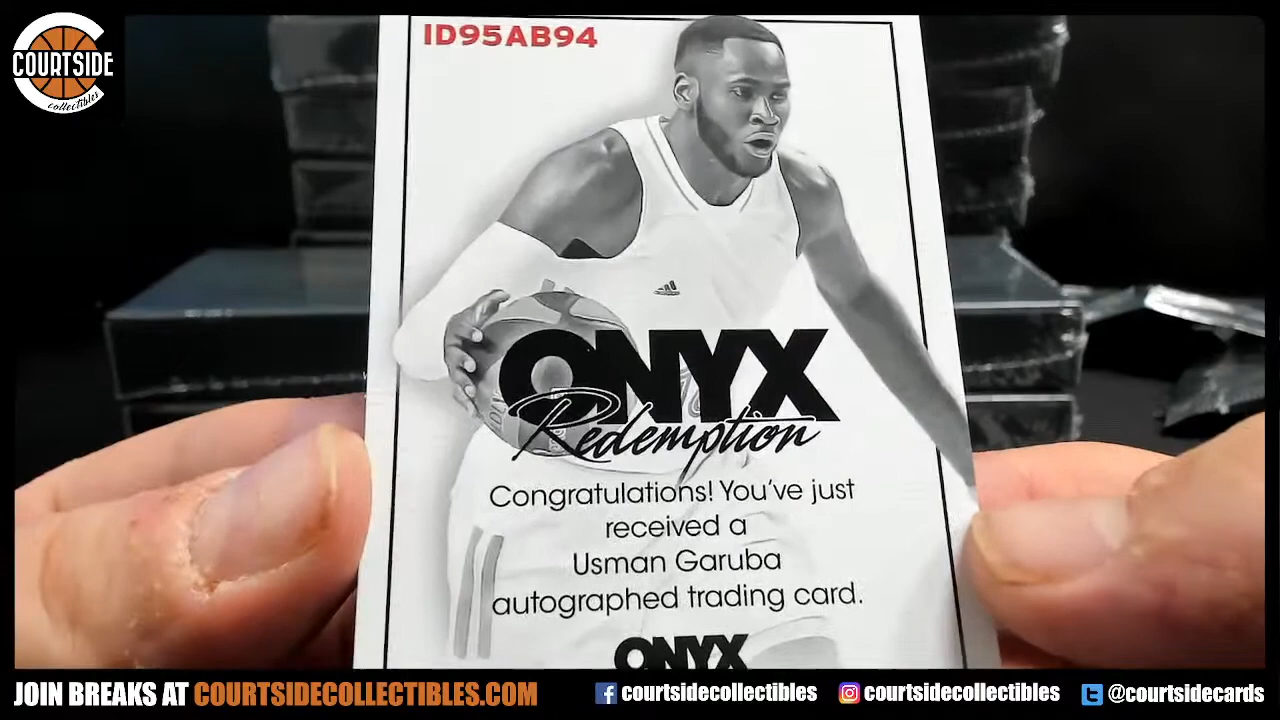 COURTSIDE
collectibles
ID95AB94
ONYX
Redemption
Congratulations! You've just
received a
Usman Garuba
autographed trading card.
ONYX
JOIN BREAKS AT COURTSIDECOLLECTIBLES.COM
courtsidecollectibles
courtsidecollectibles
@courtsidecards